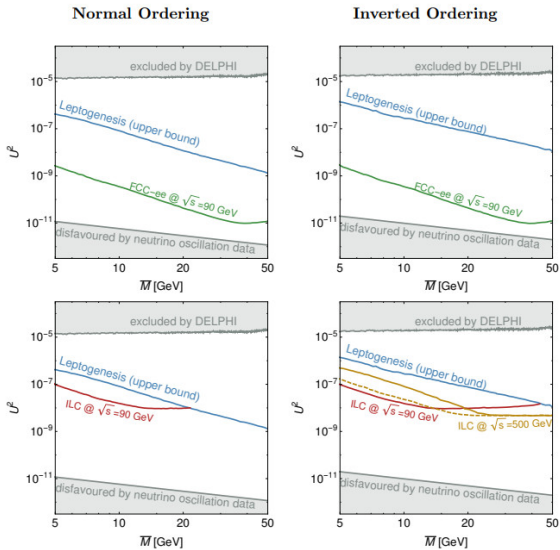 Normal Ordering
Inverted Ordering
excluded by DELPHI
Leptogenesis (upper bound)
FCC-ee @ √s =90 GeV
disfavoured by neutrino oscillation data
U²
10⁻⁵
10⁻⁷
10⁻⁹
10⁻¹¹
5 10 20 50
M̅ [GeV]
excluded by DELPHI
Leptogenesis (upper bound)
FCC-ee @ √s =90 GeV
disfavoured by neutrino oscillation data
U²
10⁻⁵
10⁻⁷
10⁻⁹
10⁻¹¹
5 10 20 50
M̅ [GeV]
excluded by DELPHI
Leptogenesis (upper bound)
ILC @ √s =90 GeV
disfavoured by neutrino oscillation data
U²
10⁻⁵
10⁻⁷
10⁻⁹
10⁻¹¹
5 10 20 50
M̅ [GeV]
excluded by DELPHI
Leptogenesis (upper bound)
ILC @ √s =90 GeV
ILC @ √s =500 GeV
disfavoured by neutrino oscillation data
U²
10⁻⁵
10⁻⁷
10⁻⁹
10⁻¹¹
5 10 20 50
M̅ [GeV]